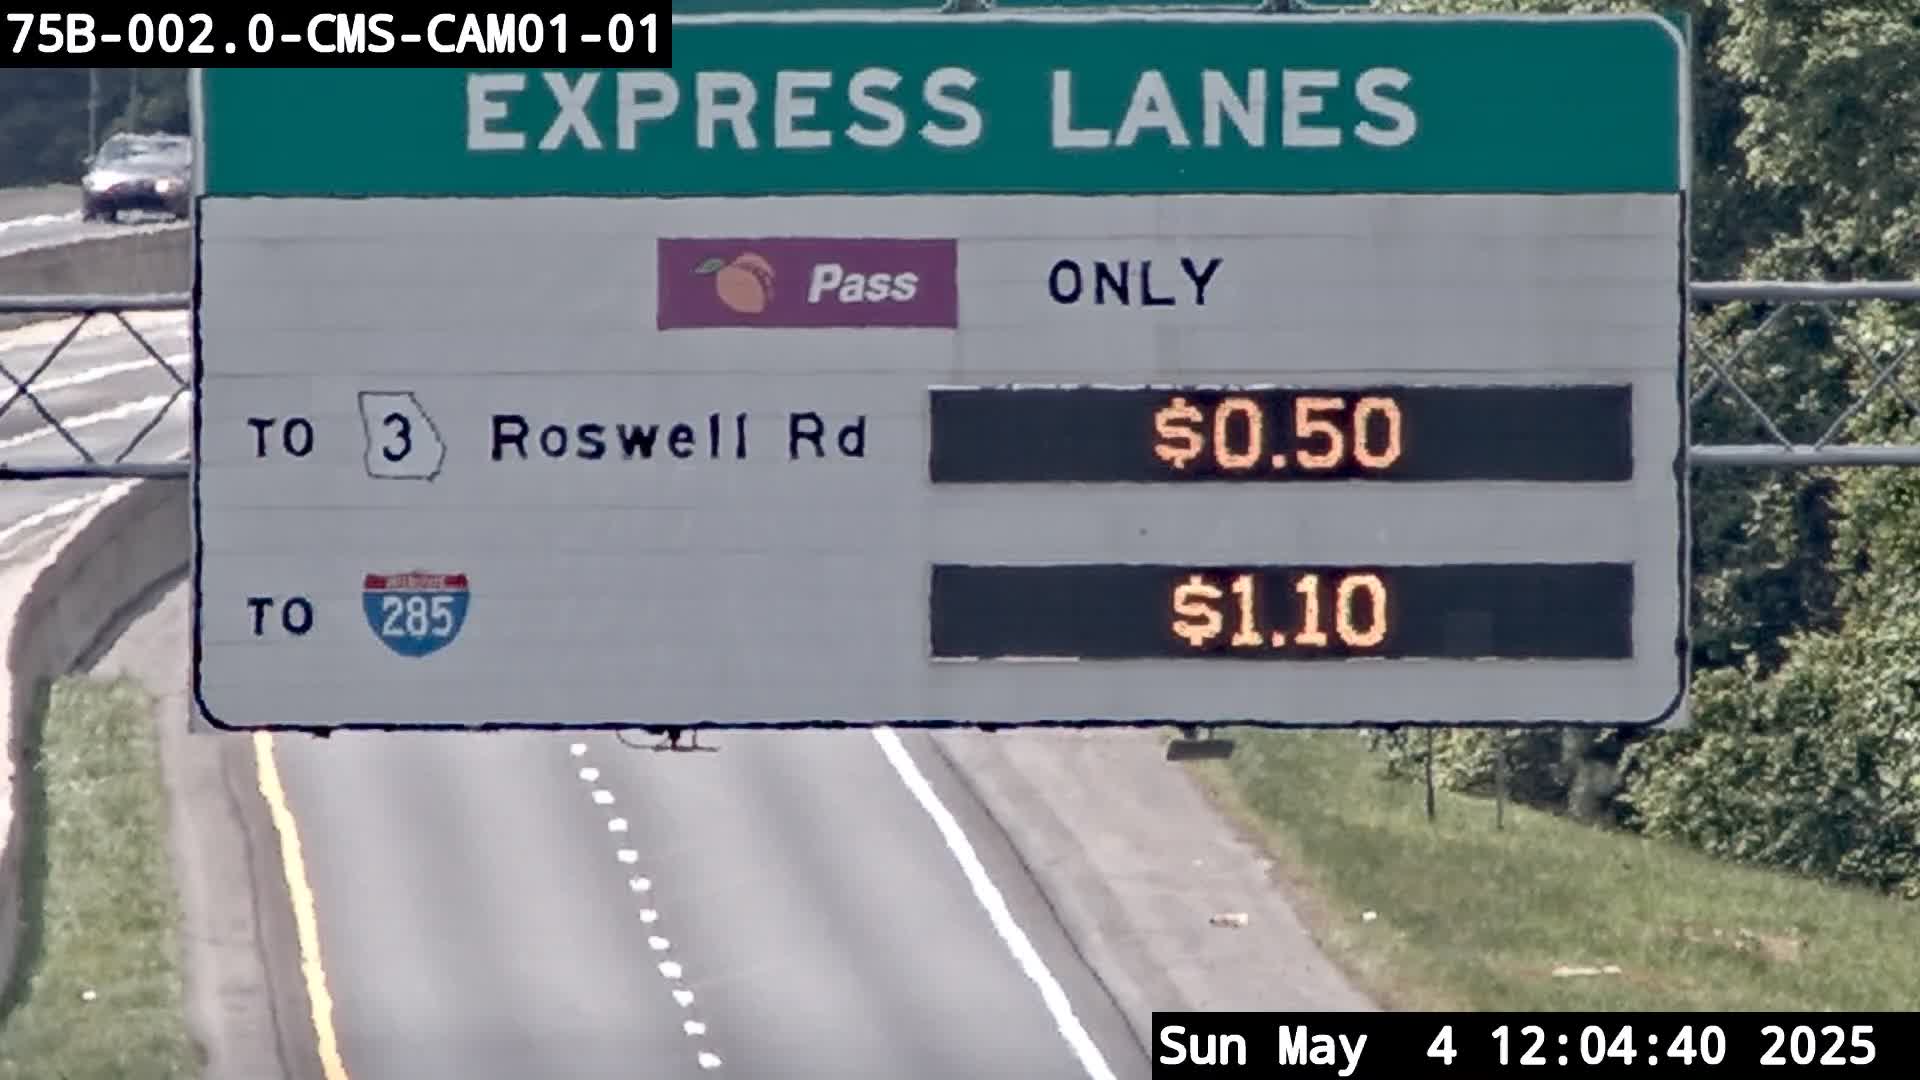 75B-002.0-CMS-CAM01-01
EXPRESS LANES
Pass ONLY
TO 3 Roswell Rd $0.50
INTERSTATE
TO 285 $1.10
Sun May 4 12:04:40 2025